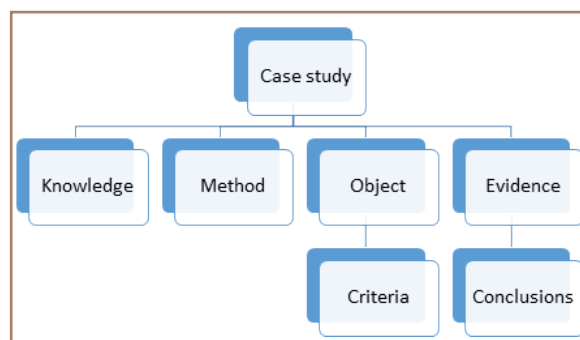 Case study
Knowledge
Method
Object
Evidence
Criteria
Conclusions